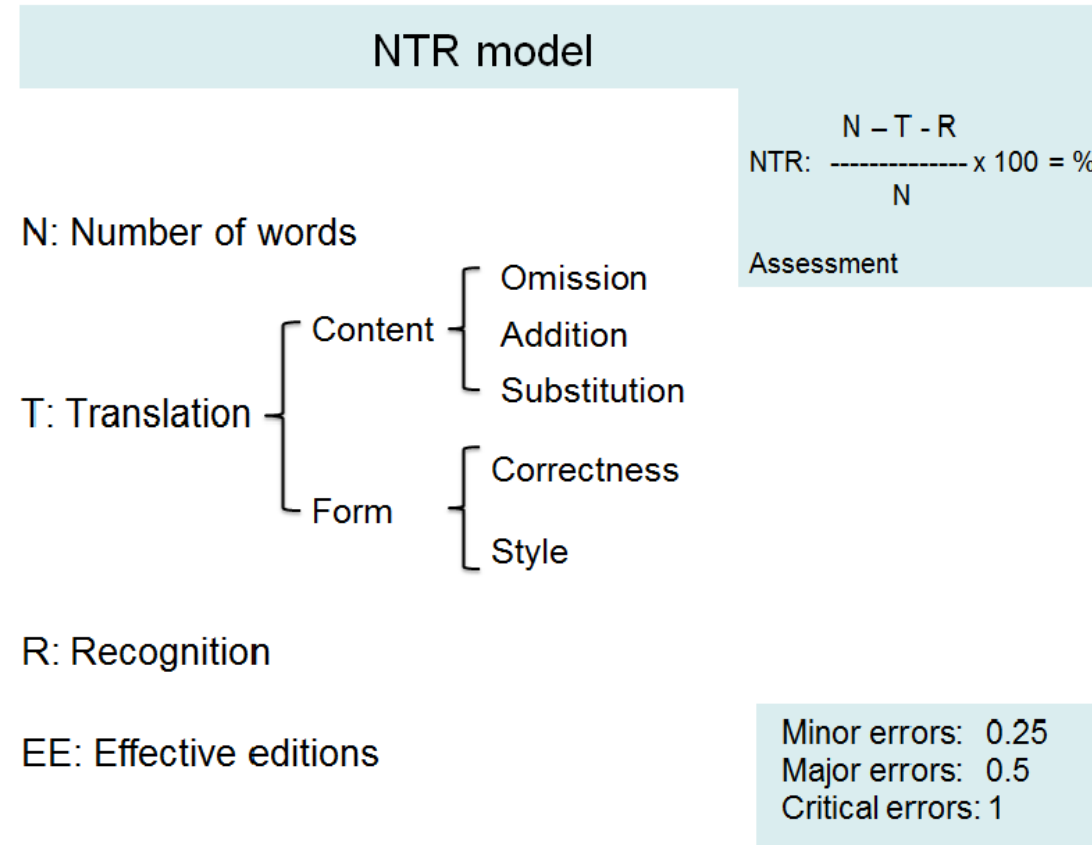 NTR model
N – T - R
NTR: -------------- x 100 = %
N
Assessment
N: Number of words
Omission
Content
Addition
Substitution
T: Translation
Correctness
Form
Style
R: Recognition
EE: Effective editions
Minor errors: 0.25
Major errors: 0.5
Critical errors: 1